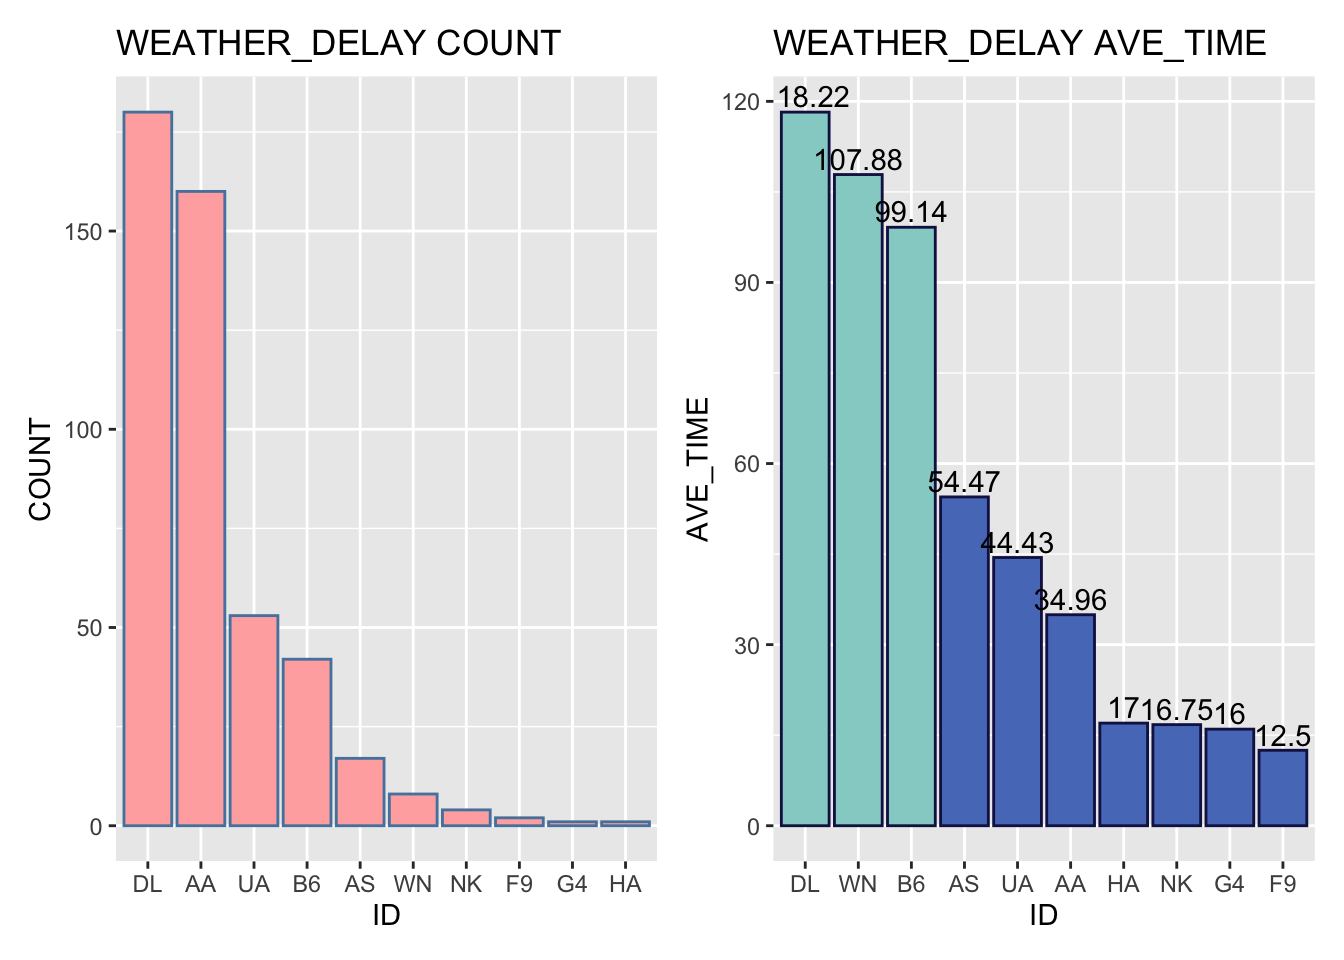 WEATHER_DELAY COUNT
COUNT
150
100
50
0
DL AA UA B6 AS WN NK F9 G4 HA
ID
WEATHER_DELAY AVE_TIME
AVE_TIME
120
90
60
30
0
18.22
107.88
99.14
54.47
44.43
34.96
17
16.75
16
12.5
DL WN B6 AS UA AA HA NK G4 F9
ID